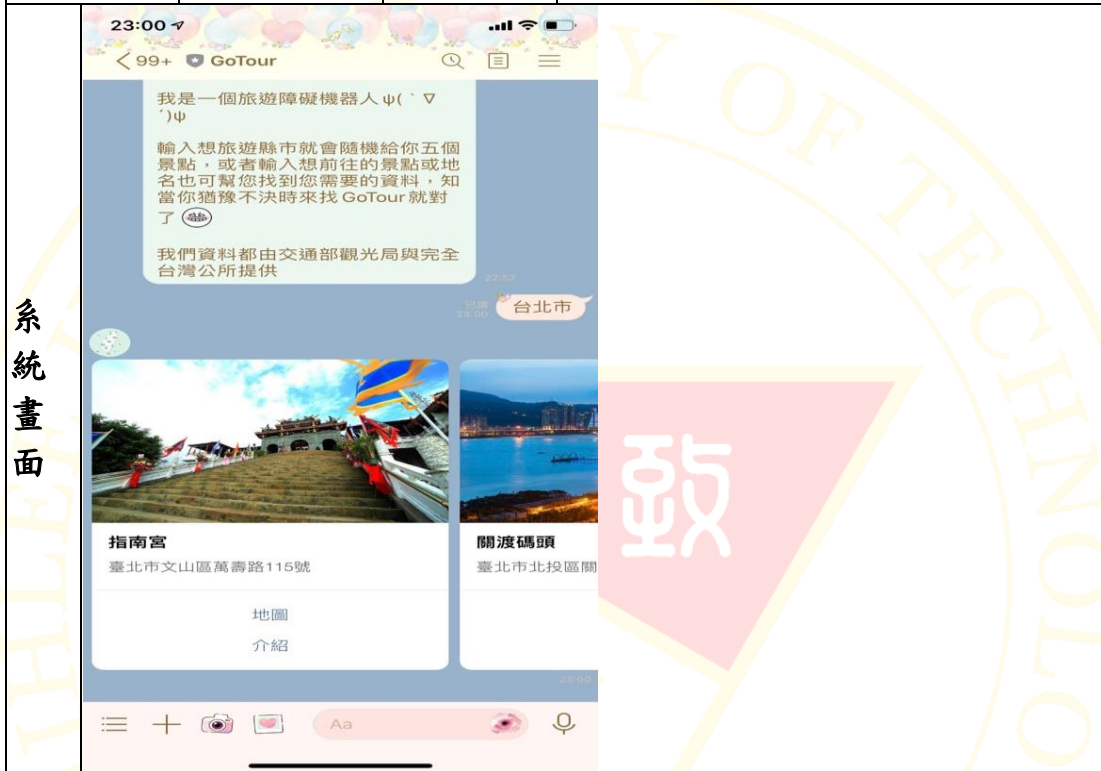 系統畫面
23:00
99+ GoTour
我是一個旅遊障礙機器人ψ(｀▽
´)ψ
輸入想旅遊縣市就會隨機給你五個
景點，或者輸入想前往的景點或地
名也可幫您找到您需要的資料，知
當你猶豫不決時來找 GoTour 就對
了
我們資料都由交通部觀光局與完全
台灣公所提供
22:57
已讀
23:00
台北市
指南宮
臺北市文山區萬壽路115號
地圖
介紹
關渡碼頭
臺北市北投區關
23:00
Aa
致
Y OF TECHNOLO